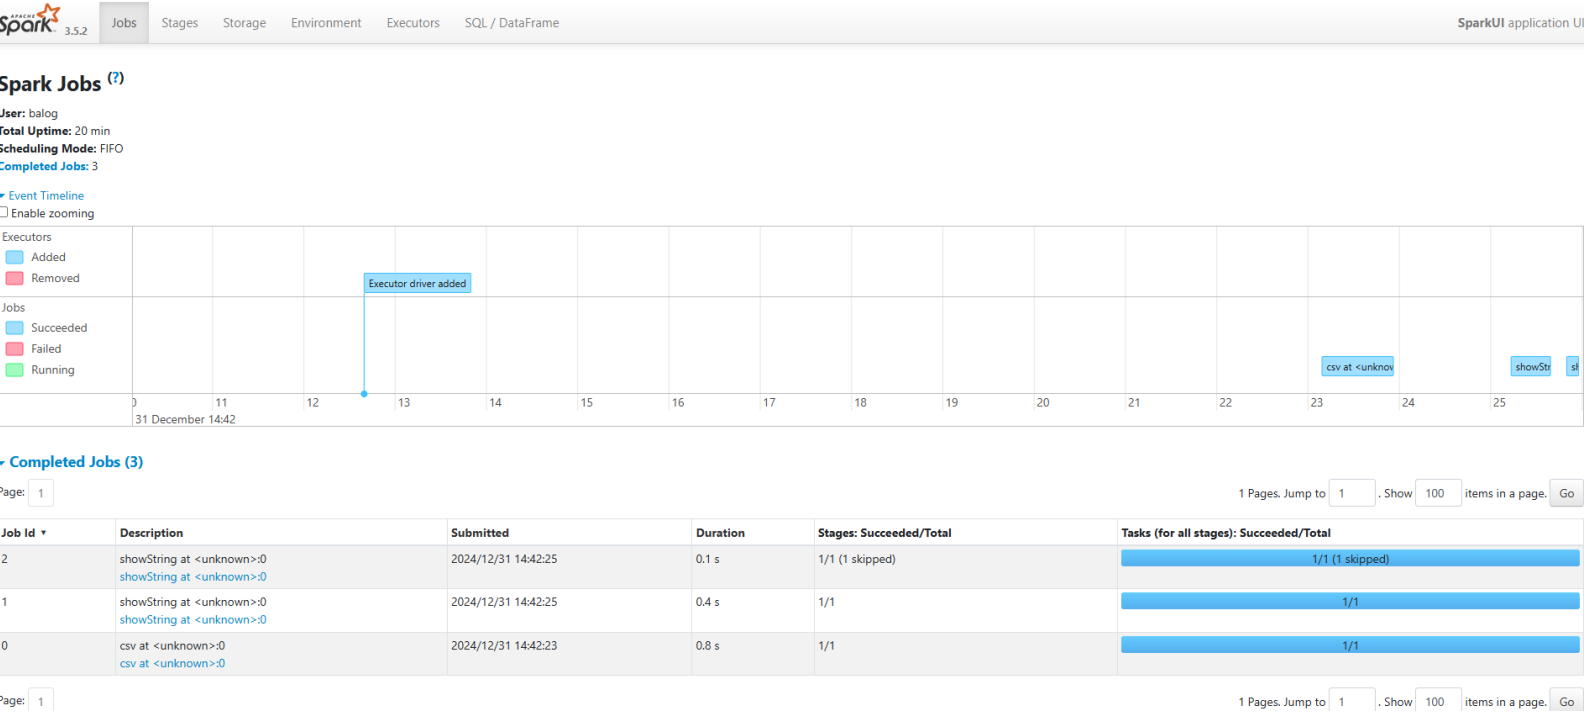 APACHE
Spark 3.5.2 Jobs Stages Storage Environment Executors SQL / DataFrame SparkUI application UI
Spark Jobs (?)
User: balog
Total Uptime: 20 min
Scheduling Mode: FIFO
Completed Jobs: 3
Event Timeline
Enable zooming
Executors
Added
Removed
Executor driver added
Jobs
Succeeded
Failed
Running
csv at <unknov showStr sh
0 11 12 13 14 15 16 17 18 19 20 21 22 23 24 25
31 December 14:42
Completed Jobs (3)
Page: 1 1 Pages. Jump to 1 . Show 100 items in a page. Go
Job Id ▾ Description Submitted Duration Stages: Succeeded/Total Tasks (for all stages): Succeeded/Total
2 showString at <unknown>:0 2024/12/31 14:42:25 0.1 s 1/1 (1 skipped) 1/1 (1 skipped)
showString at <unknown>:0
1 showString at <unknown>:0 2024/12/31 14:42:25 0.4 s 1/1 1/1
showString at <unknown>:0
0 csv at <unknown>:0 2024/12/31 14:42:23 0.8 s 1/1 1/1
csv at <unknown>:0
Page: 1 1 Pages. Jump to 1 . Show 100 items in a page. Go